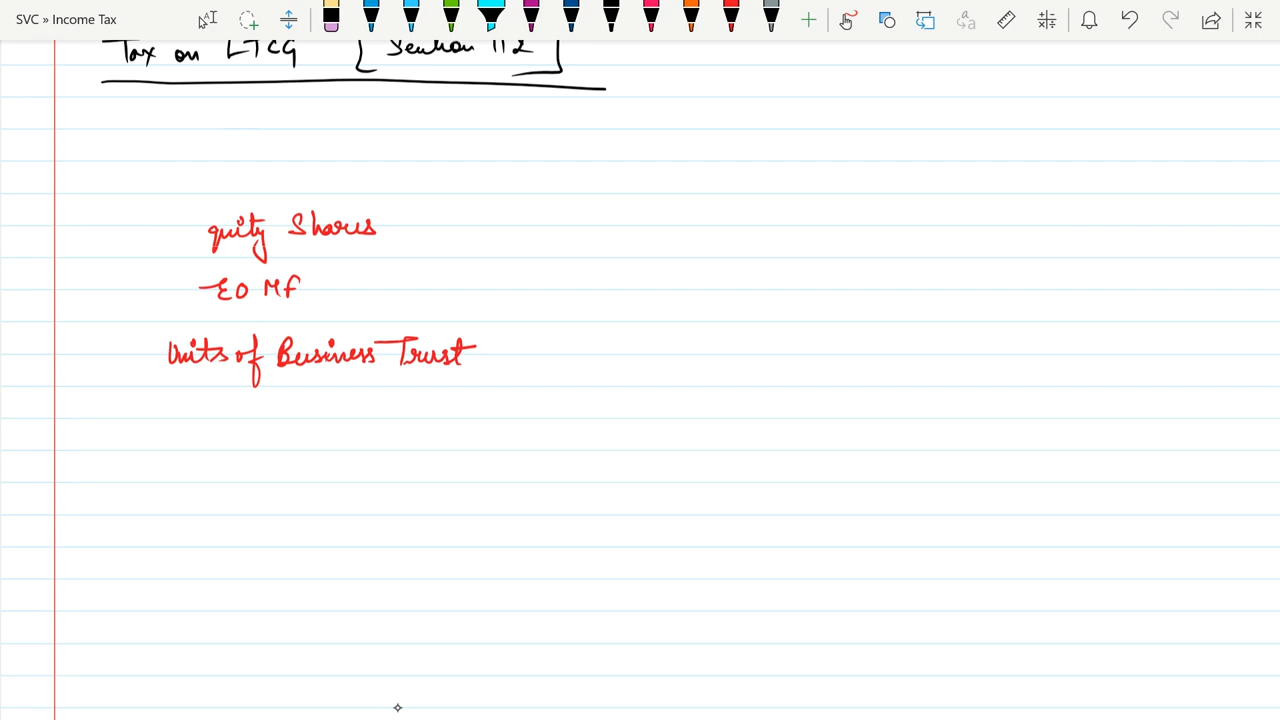 SVC » Income Tax
Tax on LTCG [Section 112]
quity Shares
EO MF
Units of Business Trust